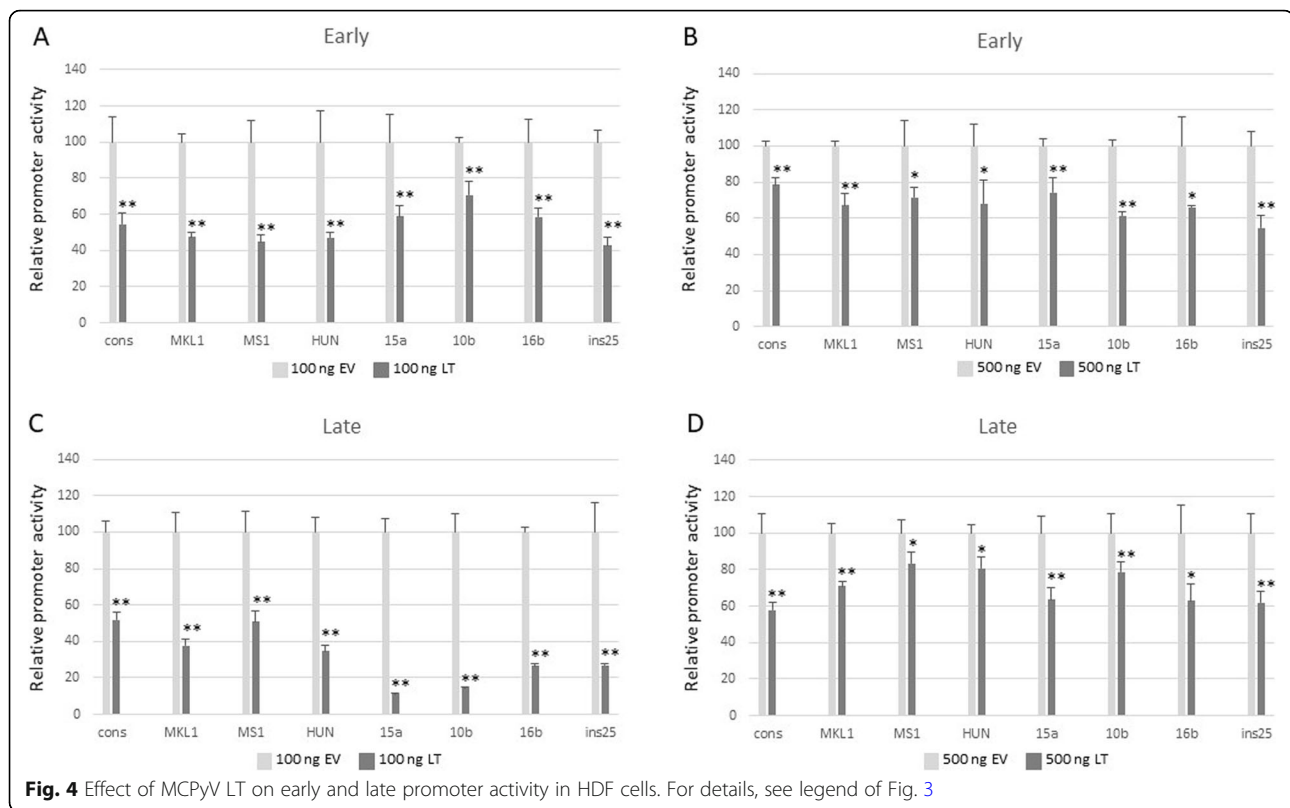 A
Early
Relative promoter activity
140
120
100
80
60
40
20
0
** ** ** ** ** ** ** **
cons MKL1 MS1 HUN 15a 10b 16b ins25
100 ng EV 100 ng LT
B
Early
Relative promoter activity
140
120
100
80
60
40
20
0
** ** * * ** ** * **
cons MKL1 MS1 HUN 15a 10b 16b ins25
500 ng EV 500 ng LT
C
Late
Relative promoter activity
140
120
100
80
60
40
20
0
** ** ** ** ** ** ** **
cons MKL1 MS1 HUN 15a 10b 16b ins25
100 ng EV 100 ng LT
D
Late
Relative promoter activity
140
120
100
80
60
40
20
0
** ** * * ** ** * **
cons MKL1 MS1 HUN 15a 10b 16b ins25
500 ng EV 500 ng LT
Fig. 4 Effect of MCPyV LT on early and late promoter activity in HDF cells. For details, see legend of Fig. 3